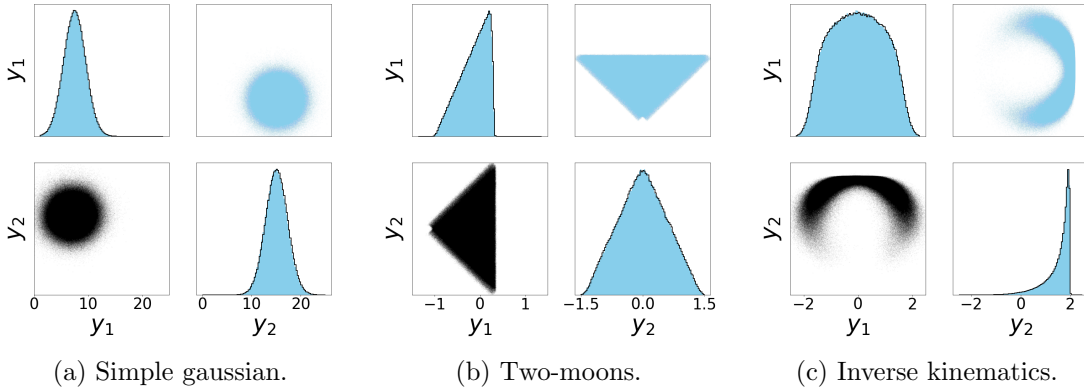 y₁
y₁
y₁
y₂
y₂
y₂
0 10 20 0 10 20 −1 0 1 −1.5 0.0 1.5 −2 0 2 −2 0 2
y₁ y₂ y₁ y₂ y₁ y₂
(a) Simple gaussian. (b) Two-moons. (c) Inverse kinematics.